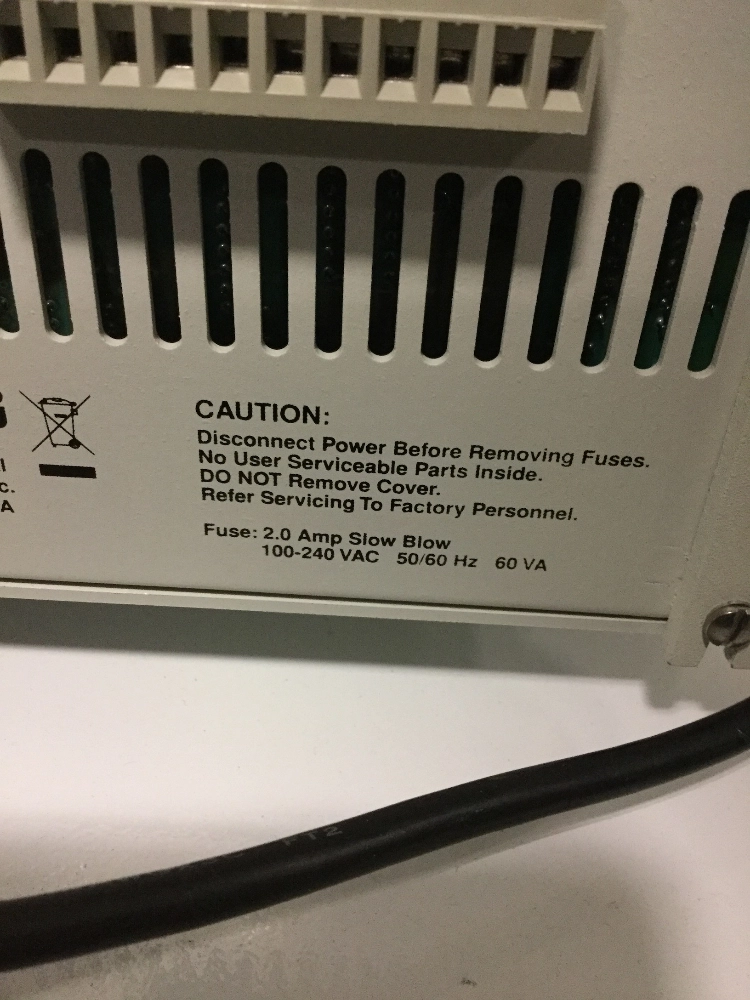 CAUTION:
Disconnect Power Before Removing Fuses.
No User Serviceable Parts Inside.
DO NOT Remove Cover.
Refer Servicing To Factory Personnel.
Fuse: 2.0 Amp Slow Blow
100-240 VAC 50/60 Hz 60 VA